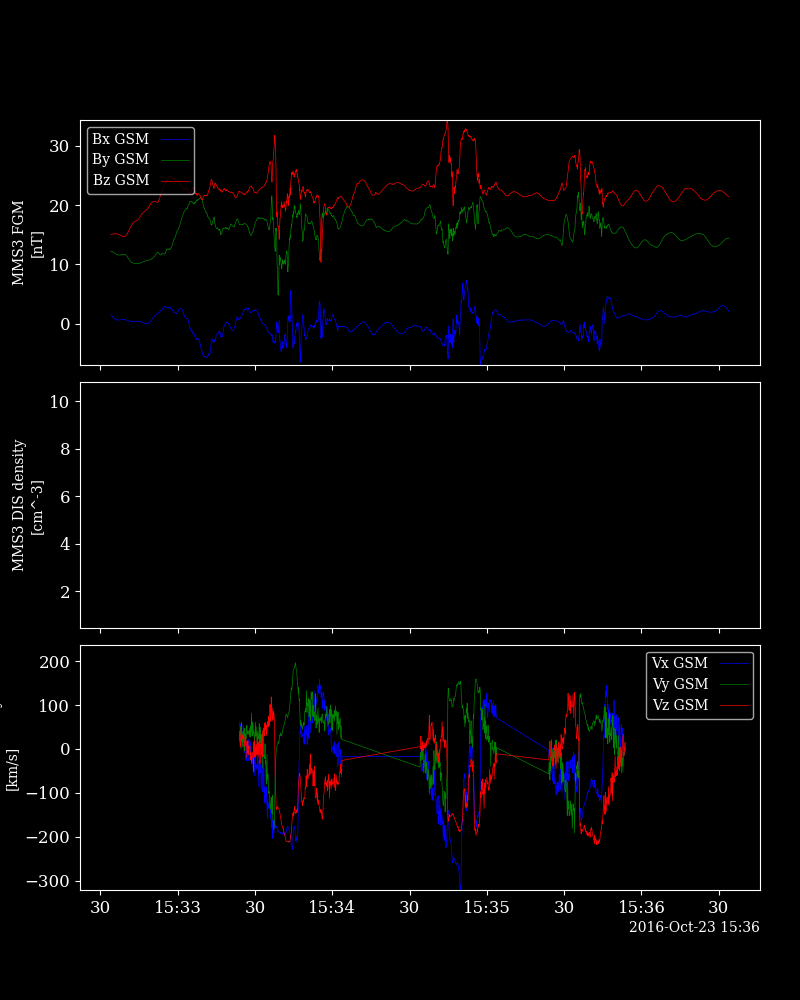 Bx GSM
By GSM
Bz GSM
30
20
10
0
MMS3 FGM
[nT]
10
8
6
4
2
MMS3 DIS density
[cm^-3]
Vx GSM
Vy GSM
Vz GSM
200
100
0
−100
−200
−300
[km/s]
30 15:33 30 15:34 30 15:35 30 15:36 30
2016-Oct-23 15:36